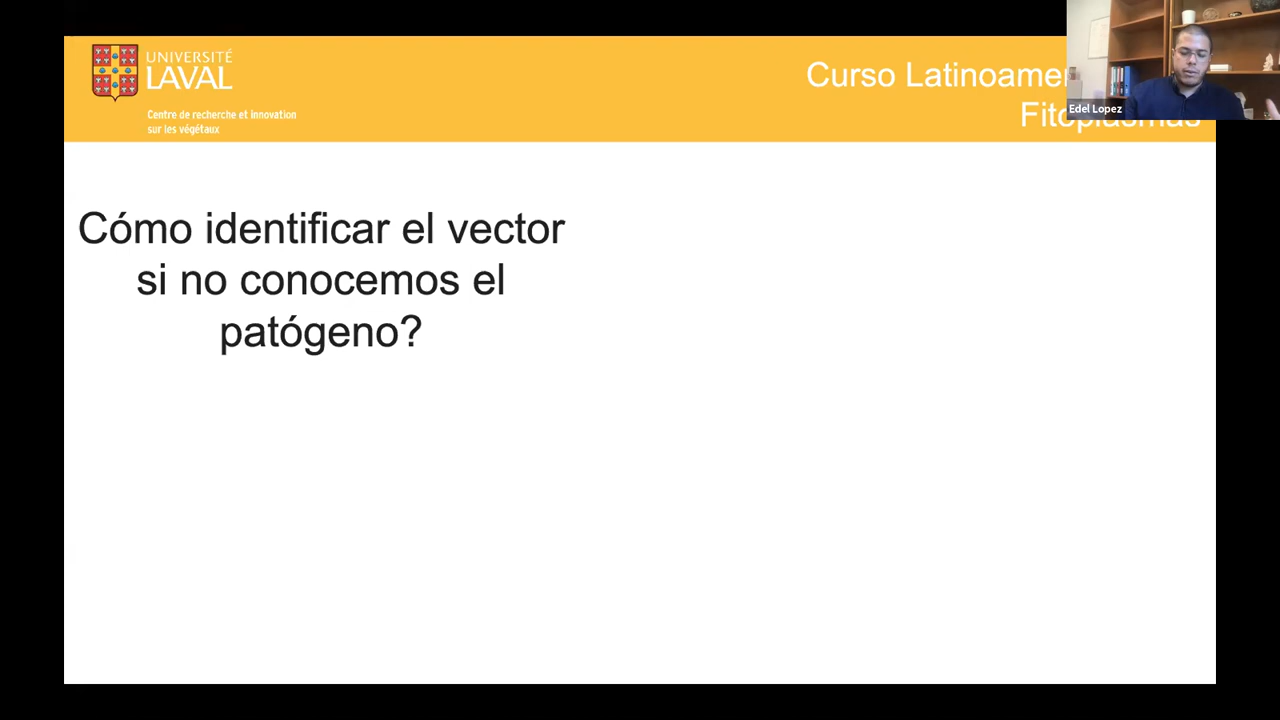 UNIVERSITÉ
LAVAL
Centre de recherche et innovation
sur les végétaux
Curso Latinoame
Fitoplasmas
Edel Lopez
Cómo identificar el vector
si no conocemos el
patógeno?